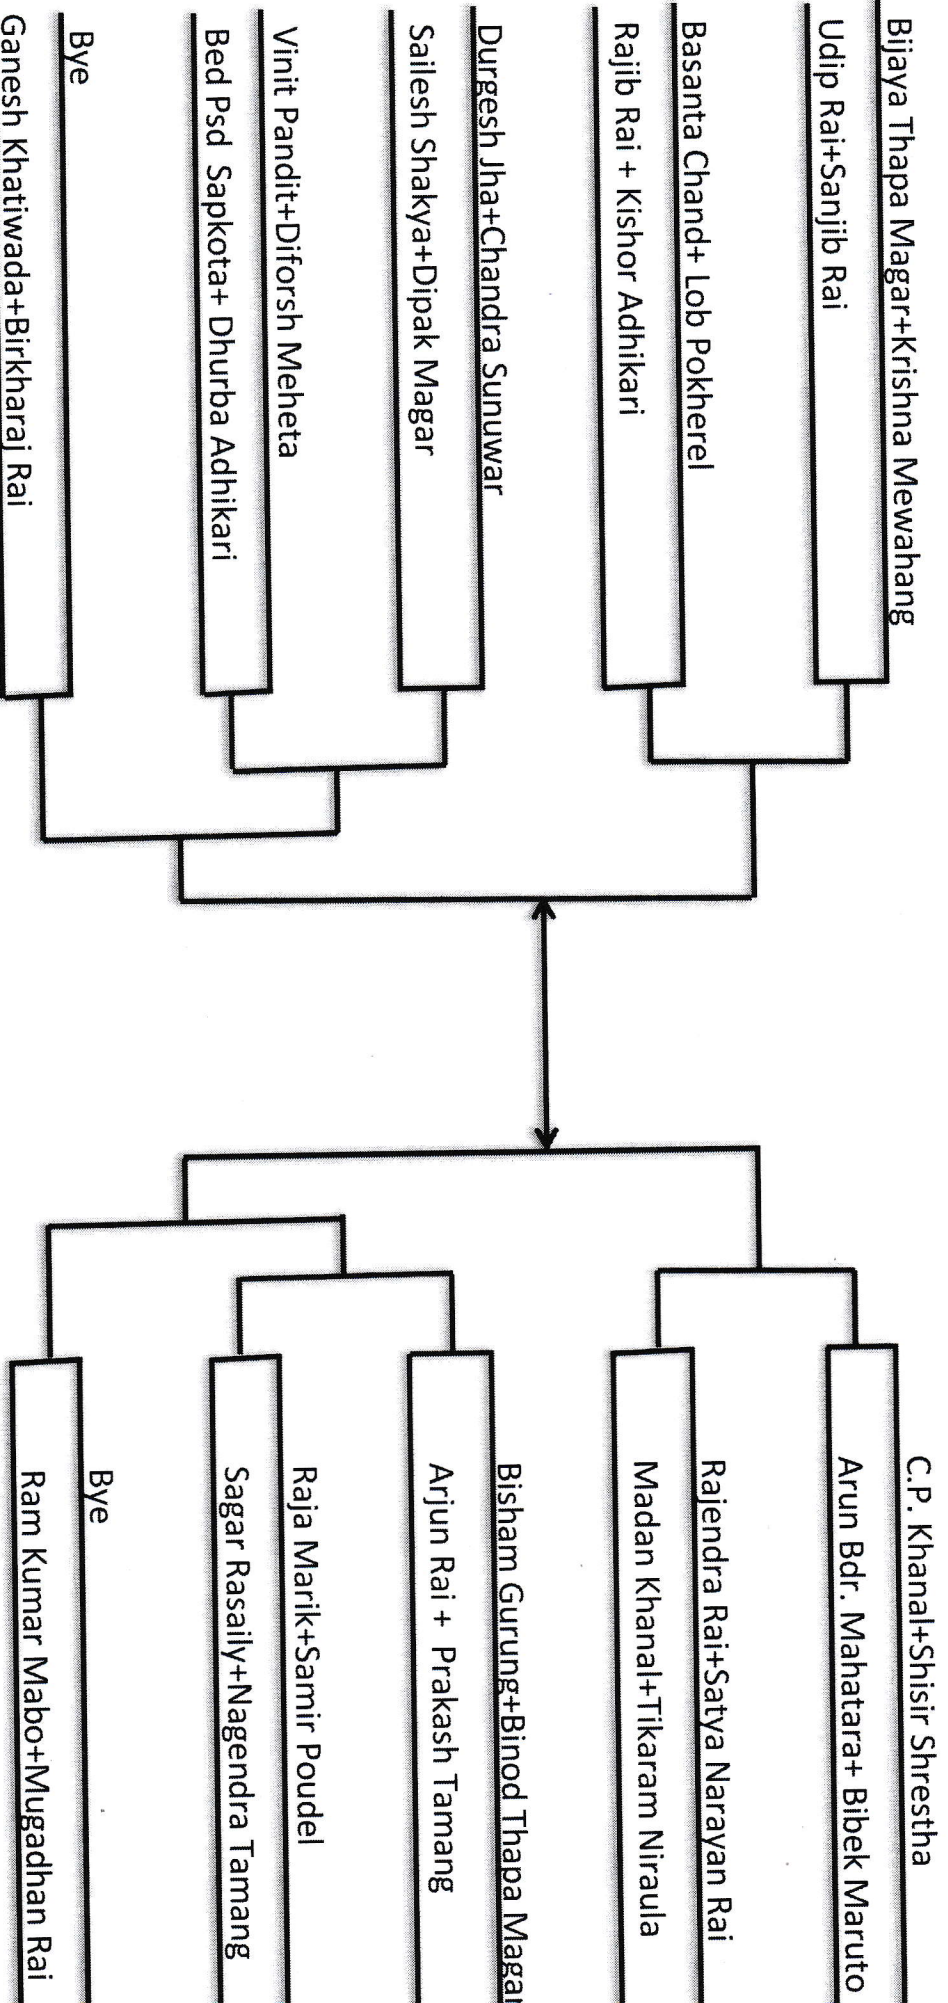 Bijaya Thapa Magar+Krishna Mewahang
Udip Rai+Sanjib Rai
Basanta Chand+ Lob Pokherel
Rajib Rai + Kishor Adhikari
Durgesh Jha+Chandra Sunuwar
Sailesh Shakya+Dipak Magar
Vinit Pandit+Diforsh Meheta
Bed Psd Sapkota+ Dhurba Adhikari
Bye
Ganesh Khatiwada+Birkharaj Rai
C.P. Khanal+Shisir Shrestha
Arun Bdr. Mahatara+ Bibek Maruto
Rajendra Rai+Satya Narayan Rai
Madan Khanal+Tikaram Niraula
Bisham Gurung+Binod Thapa Magar
Arjun Rai + Prakash Tamang
Raja Marik+Samir Poudel
Sagar Rasaily+Nagendra Tamang
Bye
Ram Kumar Mabo+Mugadhan Rai